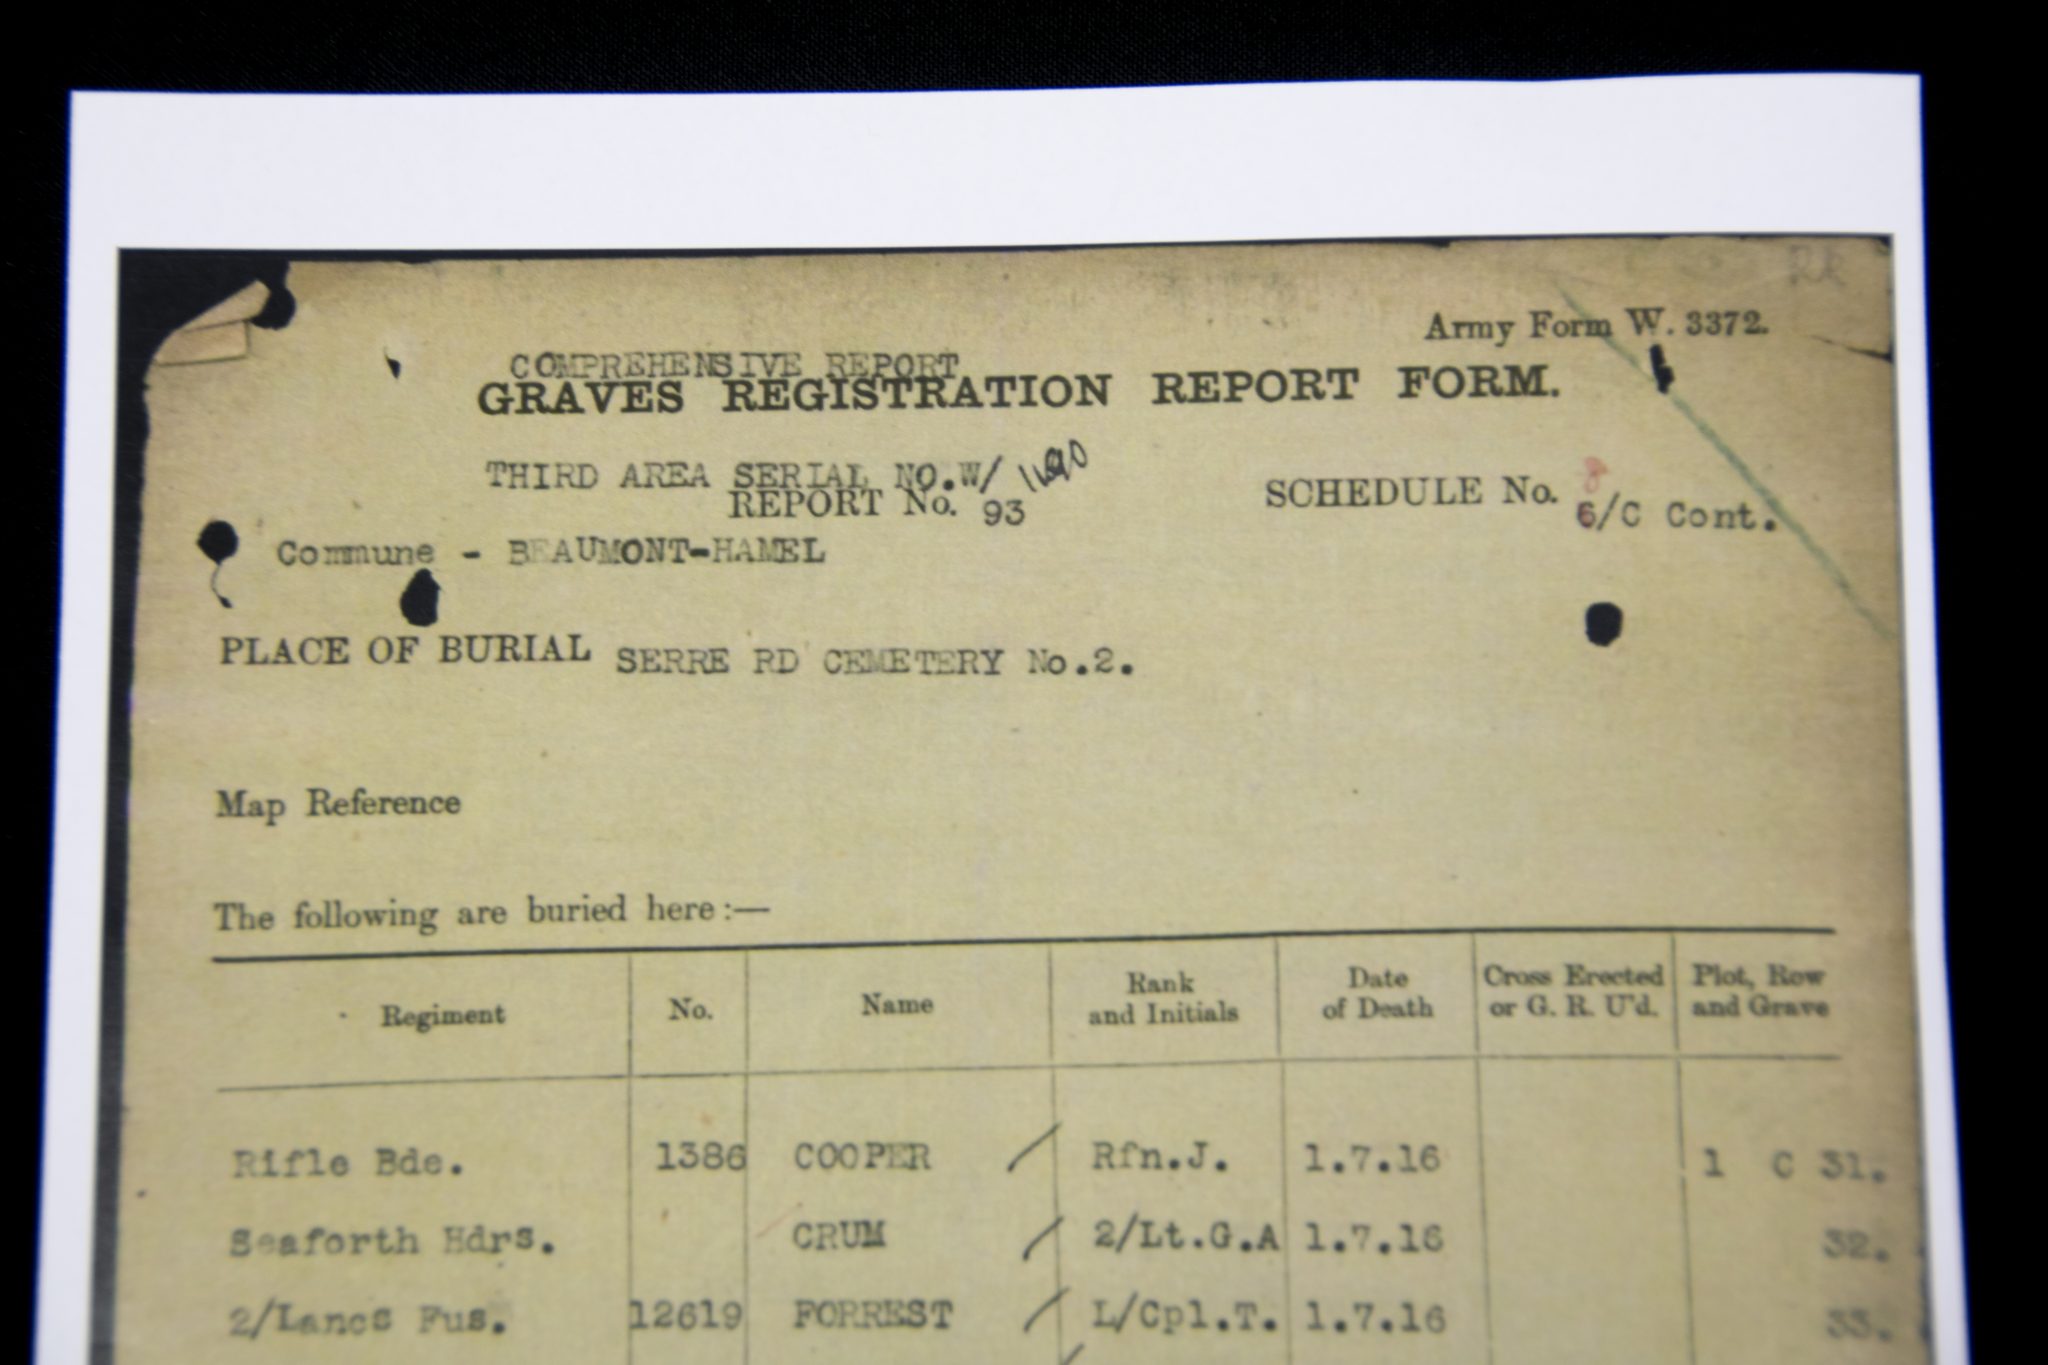 Army Form W. 3372.
COMPREHENSIVE REPORT
GRAVES REGISTRATION REPORT FORM.
THIRD AREA SERIAL NO.W/
REPORT No. 93
SCHEDULE No. 8
6/C Cont.
Commune - BEAUMONT-HAMEL
PLACE OF BURIAL SERRE RD CEMETERY No.2.
Map Reference
The following are buried here:—
Regiment No. Name Rank and Initials Date of Death Cross Erected or G. R. U'd. Plot, Row and Grave
Rifle Bde. 1386 COOPER / Rfn.J. 1.7.16 1 C 31.
Seaforth Hdrs. CRUM / 2/Lt.G.A 1.7.16 32.
2/Lancs Fus. 12619 FORREST / L/Cpl.T. 1.7.16 33.